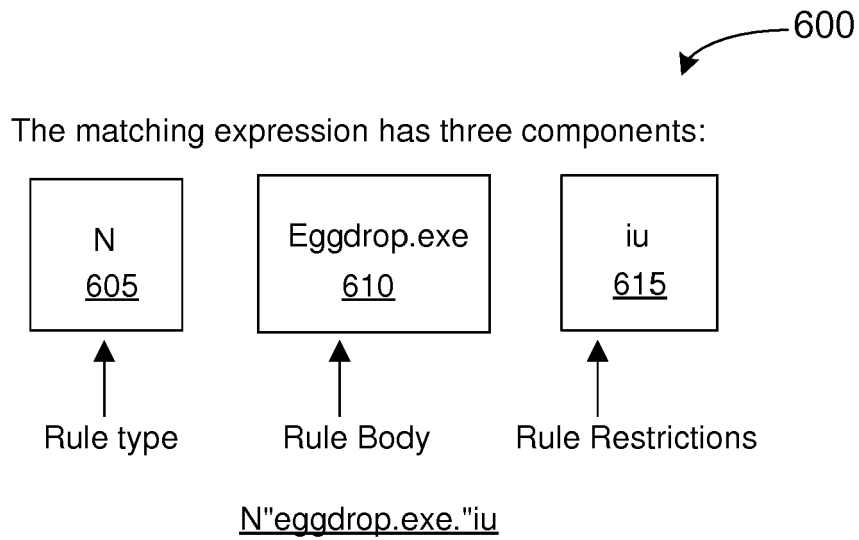 600
The matching expression has three components:
N Eggdrop.exe iu
605 610 615
Rule type Rule Body Rule Restrictions
N"eggdrop.exe."iu